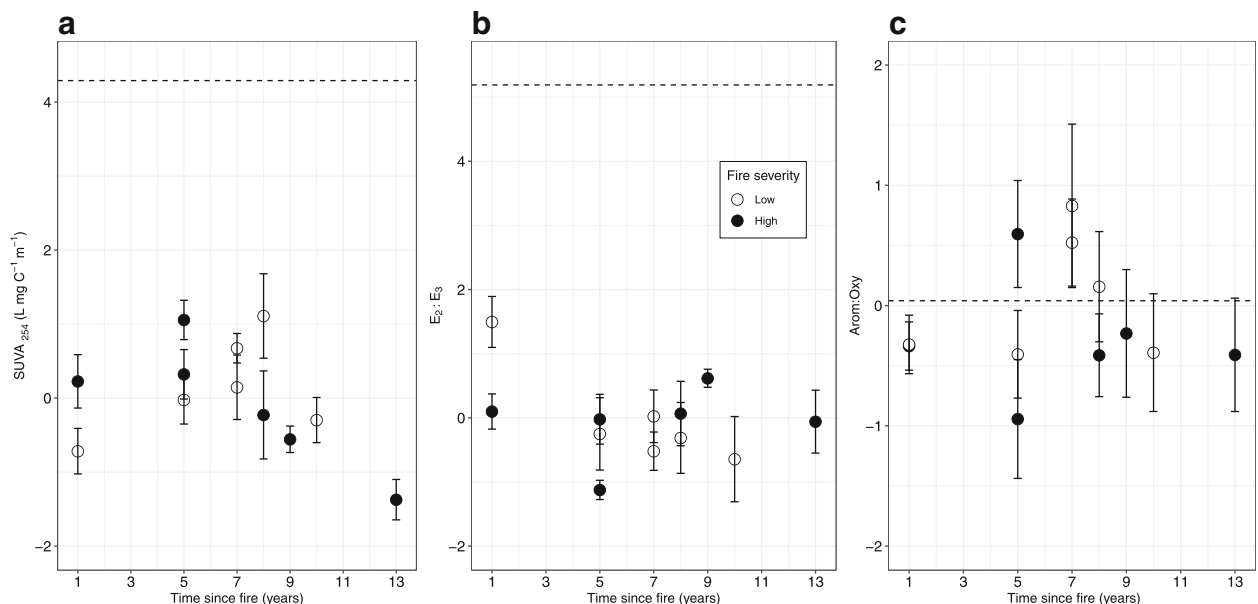 a
4
2
0
−2
SUVA 254 (L mg C−1 m−1)
1 3 5 7 9 11 13
Time since fire (years)
b
4
2
0
−2
E2 : E3
Fire severity
Low
High
1 3 5 7 9 11 13
Time since fire (years)
c
2
1
0
−1
−2
Arom:Oxy
1 3 5 7 9 11 13
Time since fire (years)